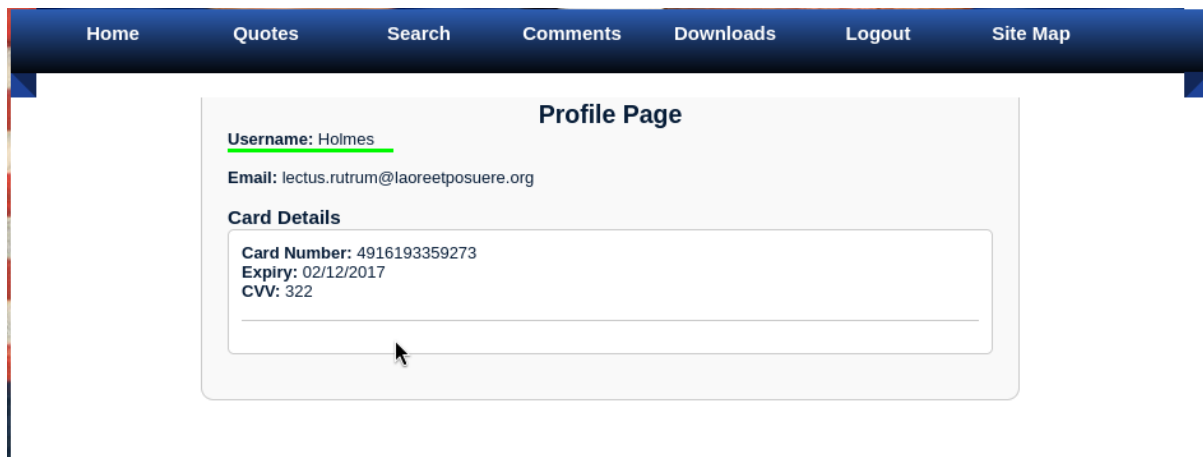 Home Quotes Search Comments Downloads Logout Site Map
Profile Page
Username: Holmes
Email: lectus.rutrum@laoreetposuere.org
Card Details
Card Number: 4916193359273
Expiry: 02/12/2017
CVV: 322